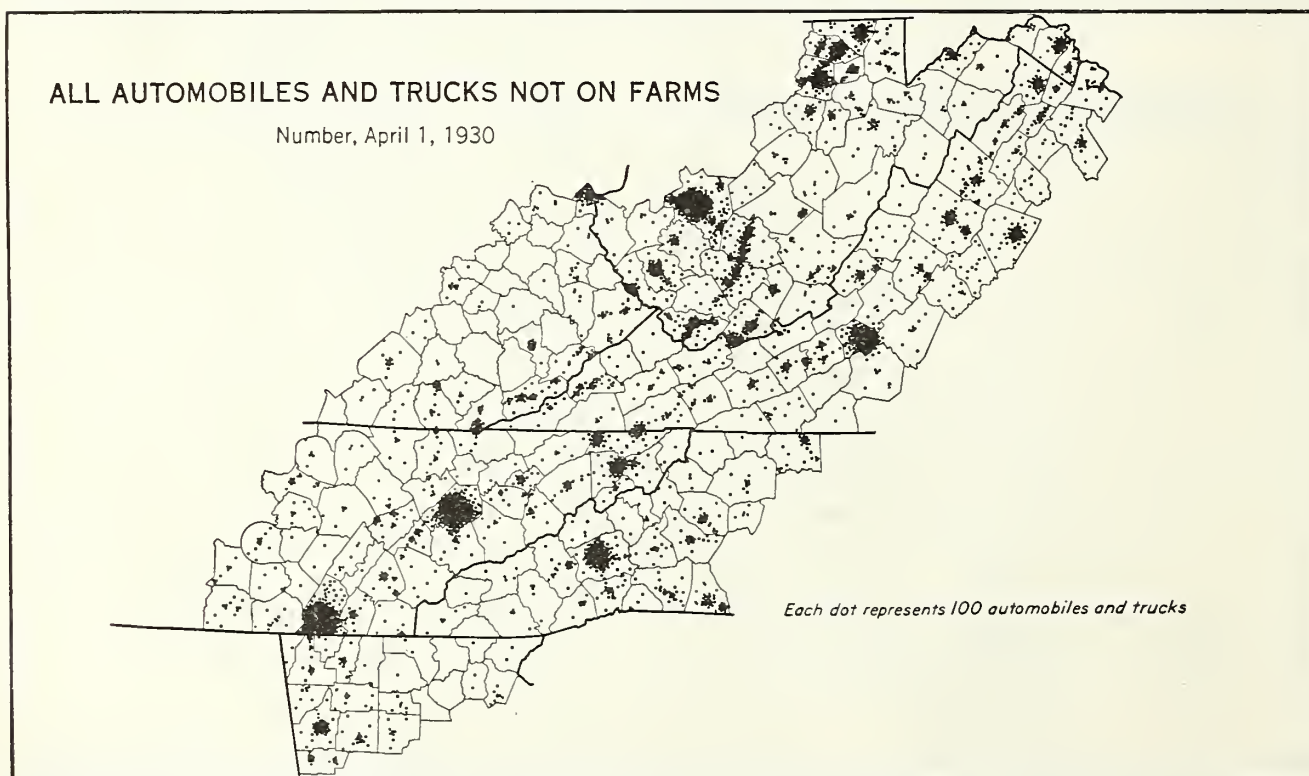 ALL AUTOMOBILES AND TRUCKS NOT ON FARMS
Number, April 1, 1930
Each dot represents 100 automobiles and trucks